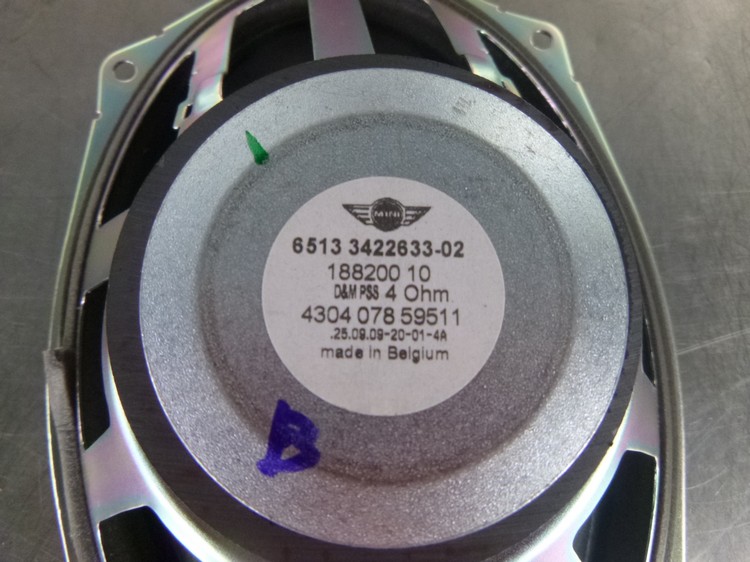 MINI
6513 3422633-02
188200 10
D&M PSS 4 Ohm
4304 078 59511
.25.09.09-20-01-4A
made in Belgium
B